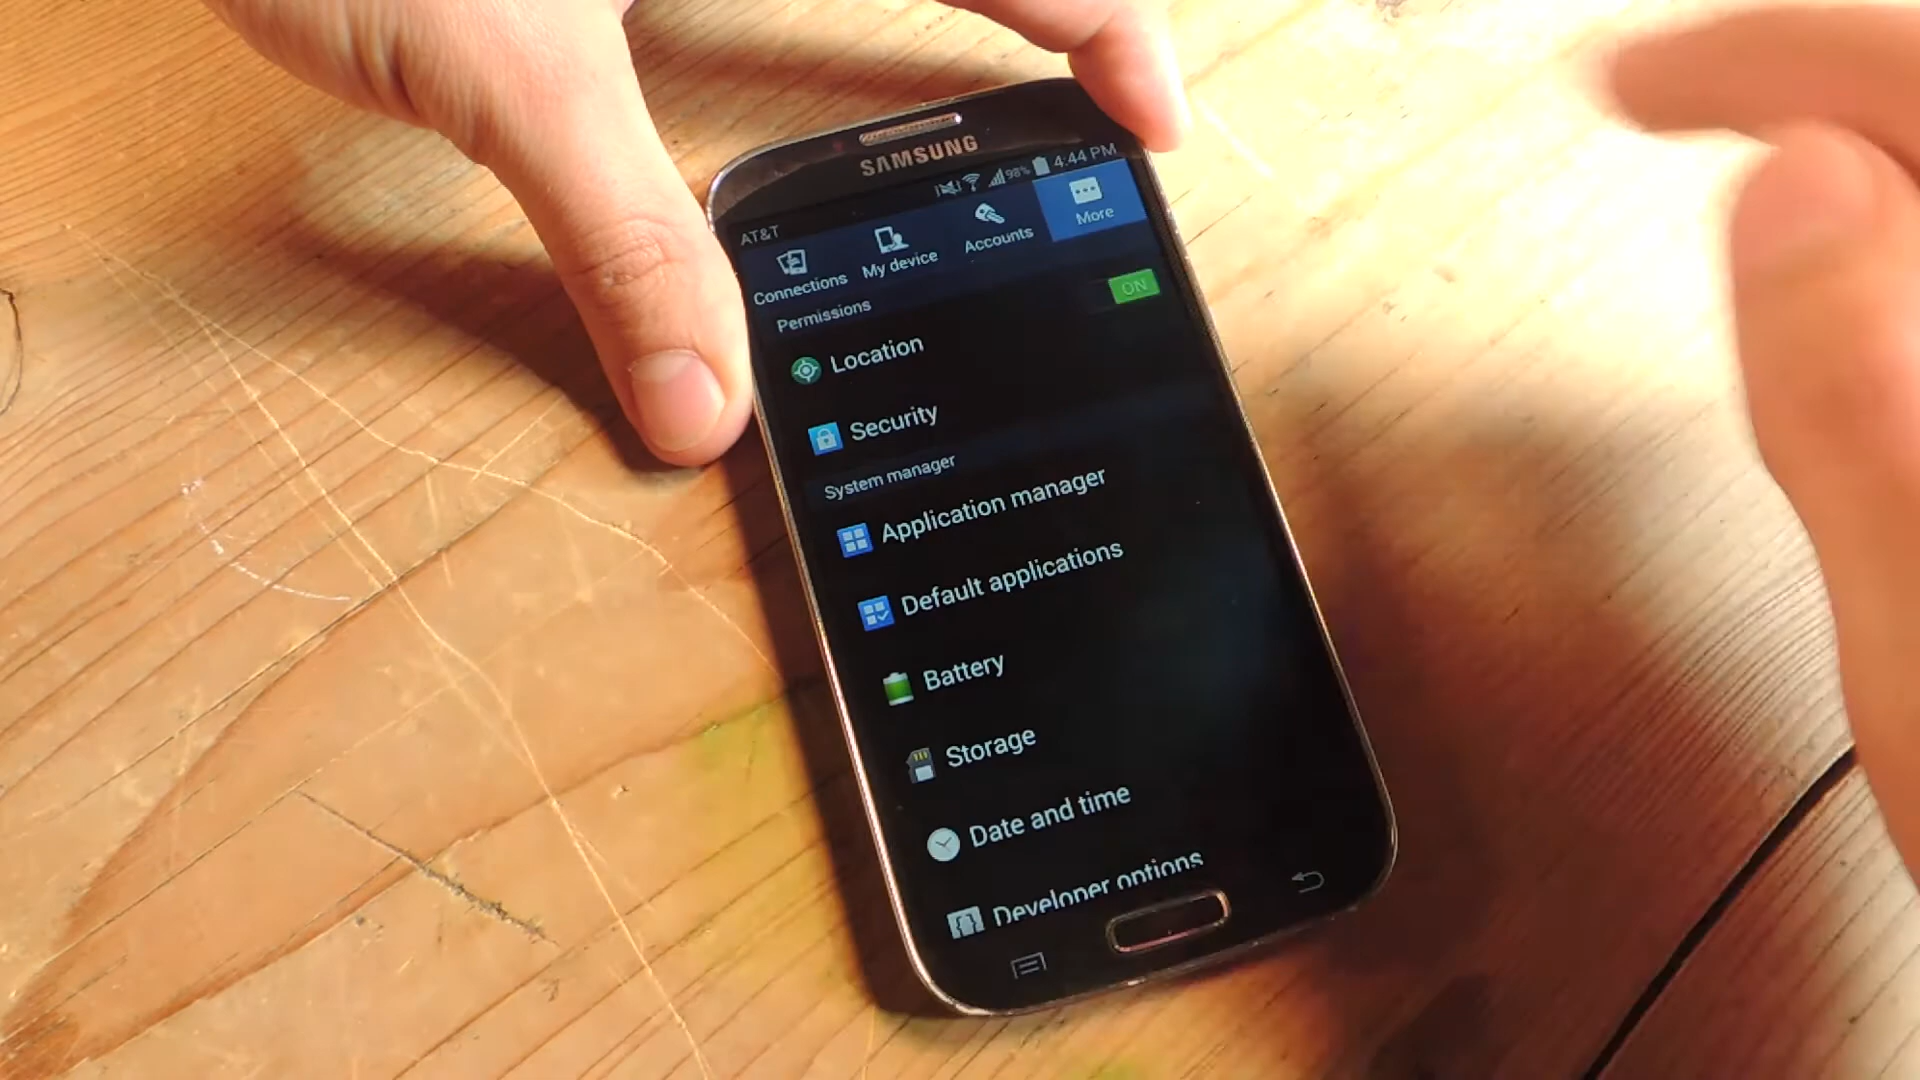 SAMSUNG
AT&T 98% 4:44 PM
Connections My device Accounts More
Permissions
Location ON
Security
System manager
Application manager
Default applications
Battery
Storage
Date and time
Developer options